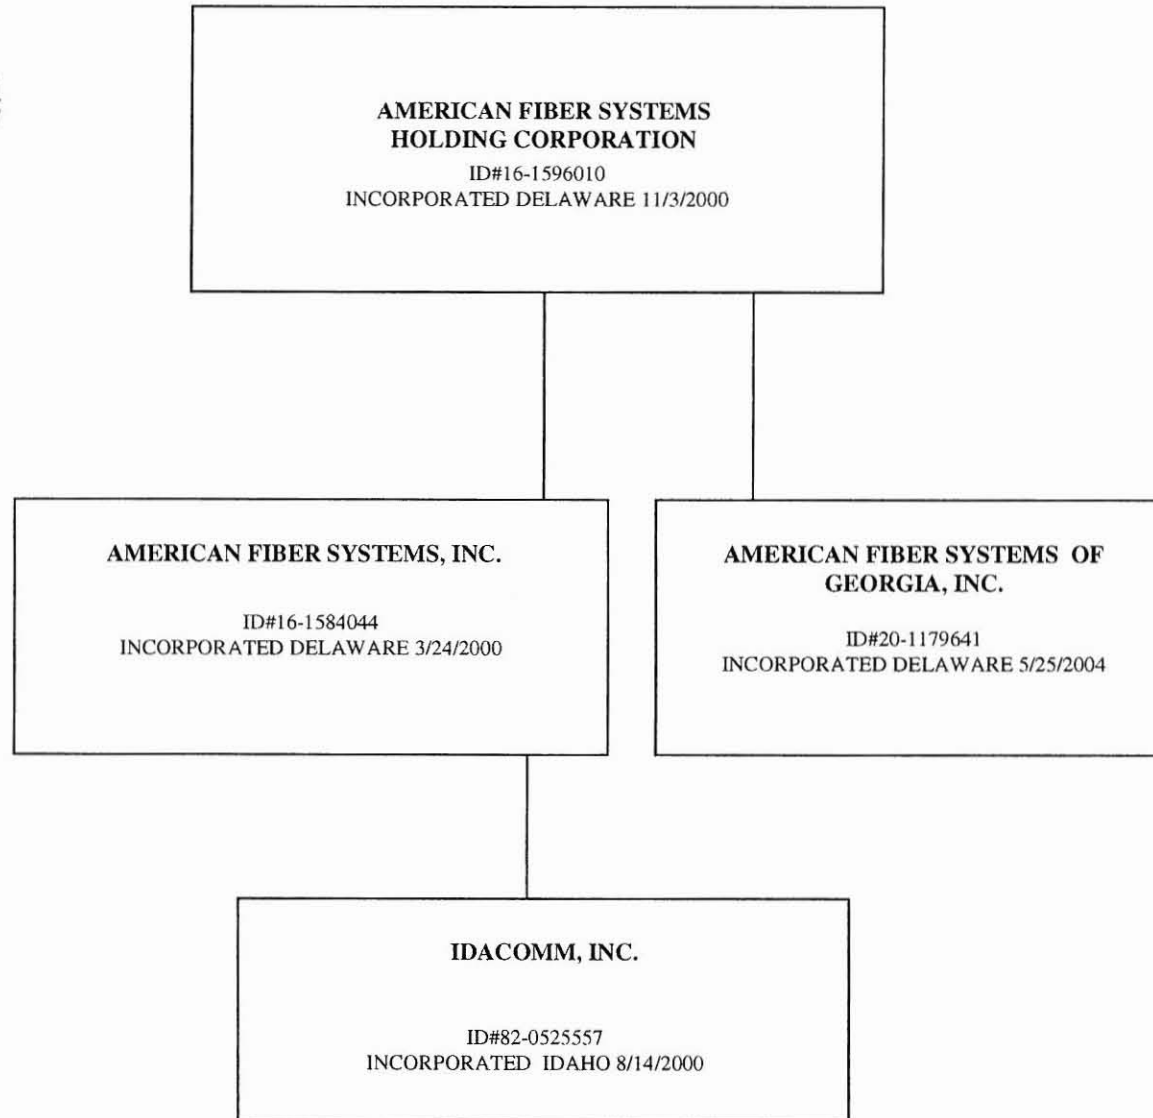 AMERICAN FIBER SYSTEMS
HOLDING CORPORATION
ID#16-1596010
INCORPORATED DELAWARE 11/3/2000
AMERICAN FIBER SYSTEMS, INC.
ID#16-1584044
INCORPORATED DELAWARE 3/24/2000
AMERICAN FIBER SYSTEMS OF
GEORGIA, INC.
ID#20-1179641
INCORPORATED DELAWARE 5/25/2004
IDACOMM, INC.
ID#82-0525557
INCORPORATED IDAHO 8/14/2000